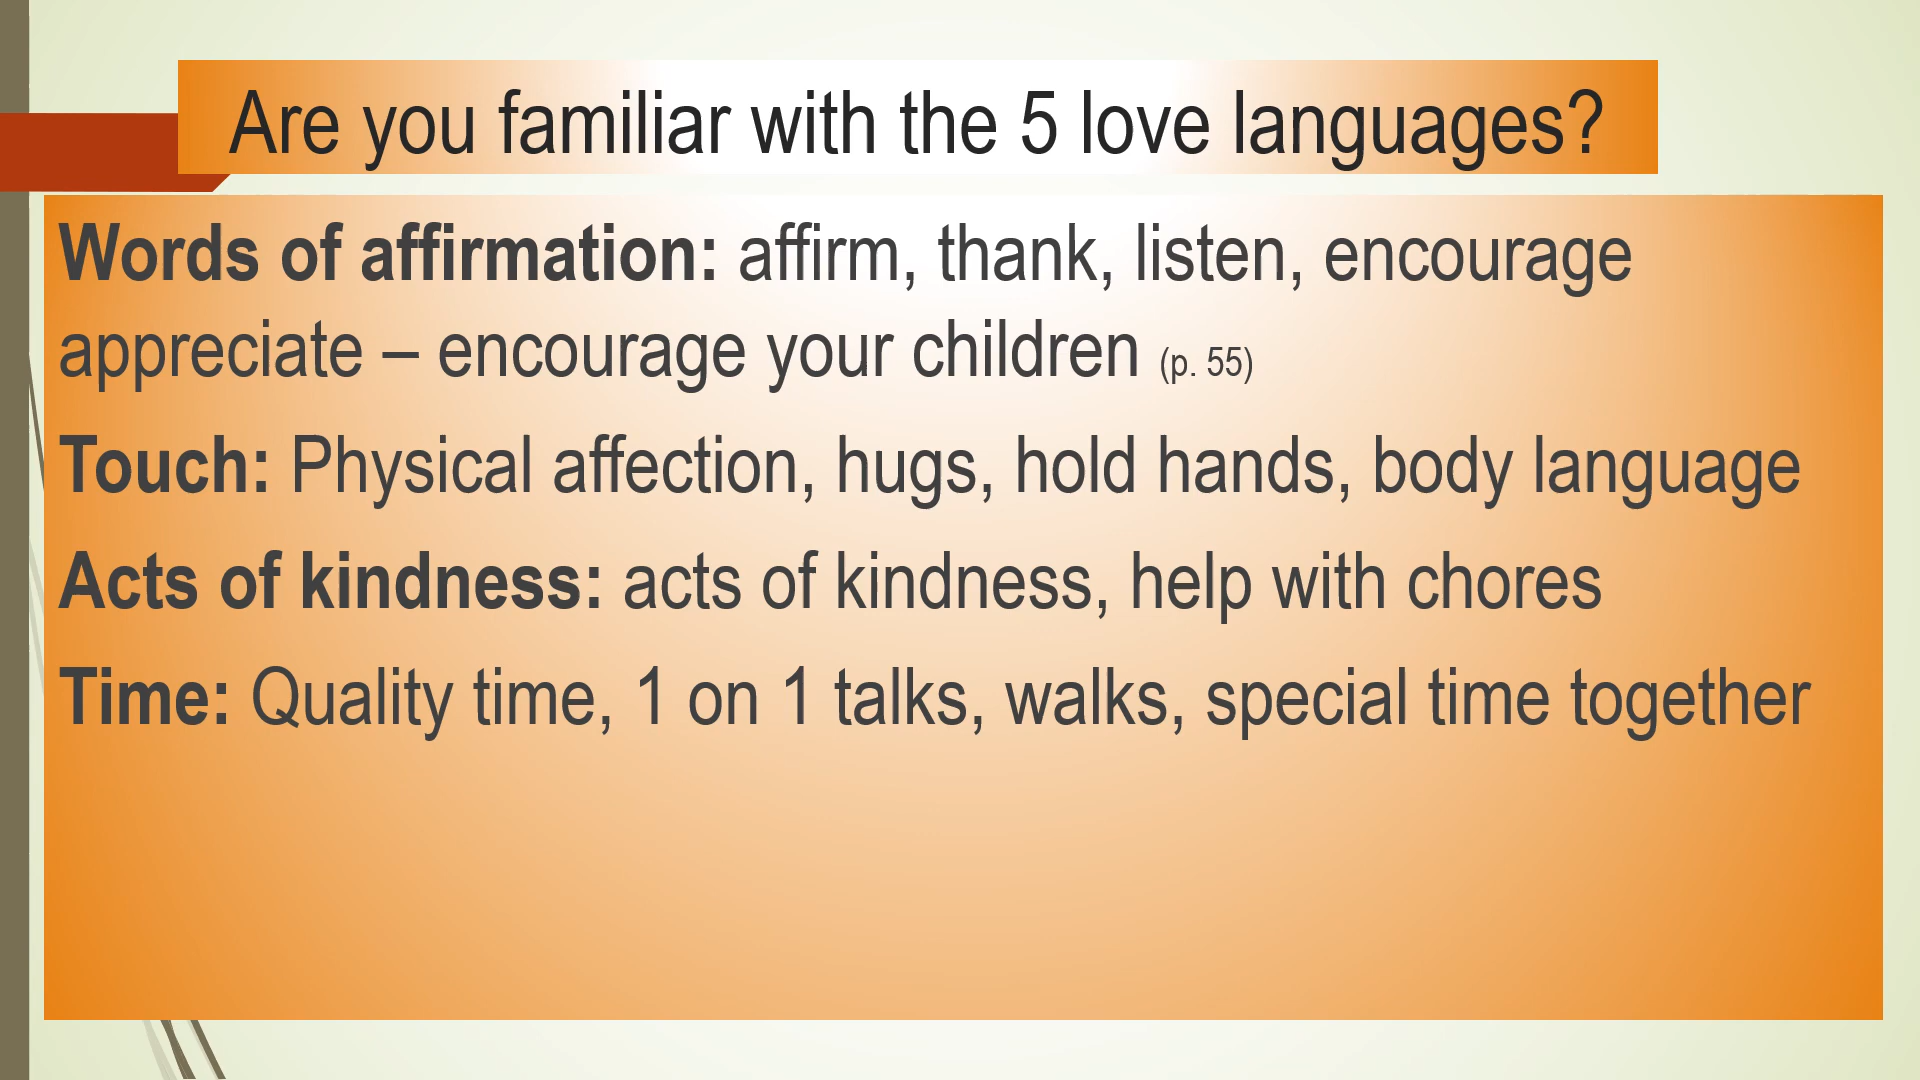 Are you familiar with the 5 love languages?
Words of affirmation: affirm, thank, listen, encourage
appreciate – encourage your children (p. 55)
Touch: Physical affection, hugs, hold hands, body language
Acts of kindness: acts of kindness, help with chores
Time: Quality time, 1 on 1 talks, walks, special time together